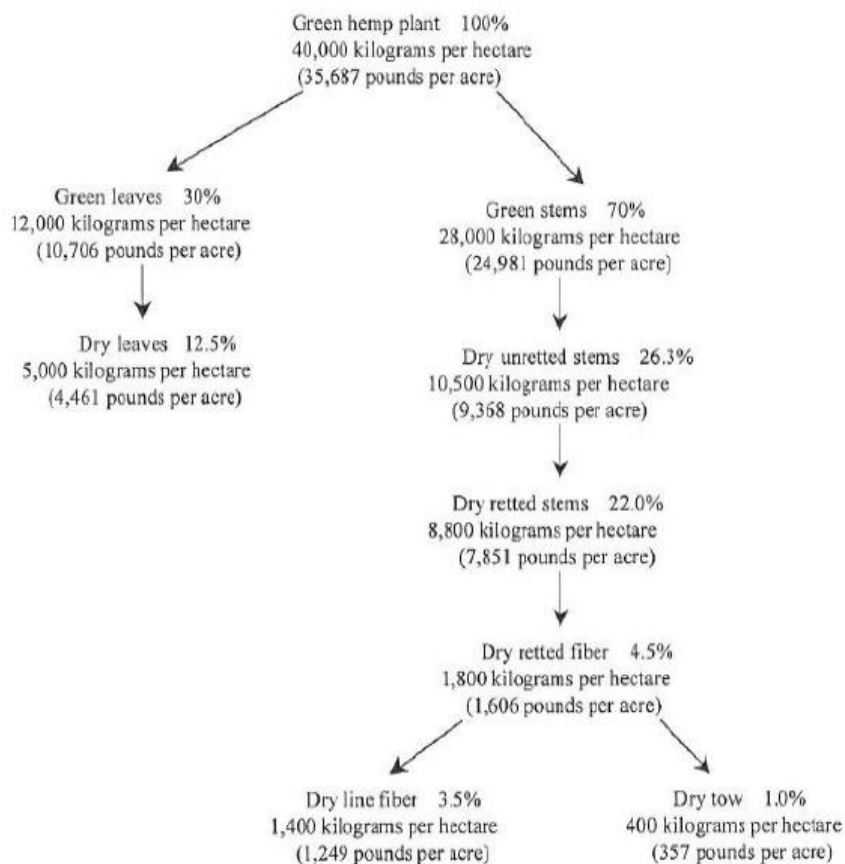 Green hemp plant 100%
40,000 kilograms per hectare
(35,687 pounds per acre)
Green leaves 30%
12,000 kilograms per hectare
(10,706 pounds per acre)
Green stems 70%
28,000 kilograms per hectare
(24,981 pounds per acre)
Dry leaves 12.5%
5,000 kilograms per hectare
(4,461 pounds per acre)
Dry unretted stems 26.3%
10,500 kilograms per hectare
(9,368 pounds per acre)
Dry retted stems 22.0%
8,800 kilograms per hectare
(7,851 pounds per acre)
Dry retted fiber 4.5%
1,800 kilograms per hectare
(1,606 pounds per acre)
Dry line fiber 3.5%
1,400 kilograms per hectare
(1,249 pounds per acre)
Dry tow 1.0%
400 kilograms per hectare
(357 pounds per acre)